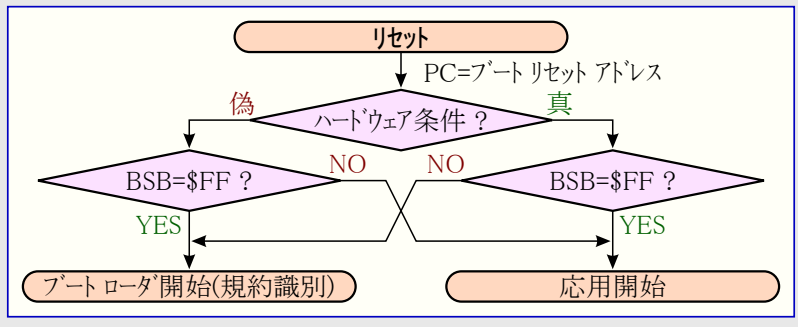 リセット
PC=ブート リセット アドレス
ハードウェア条件 ?
偽
真
BSB=$FF ?
NO
NO
BSB=$FF ?
YES
YES
ブート ローダ開始(規約識別)
応用開始